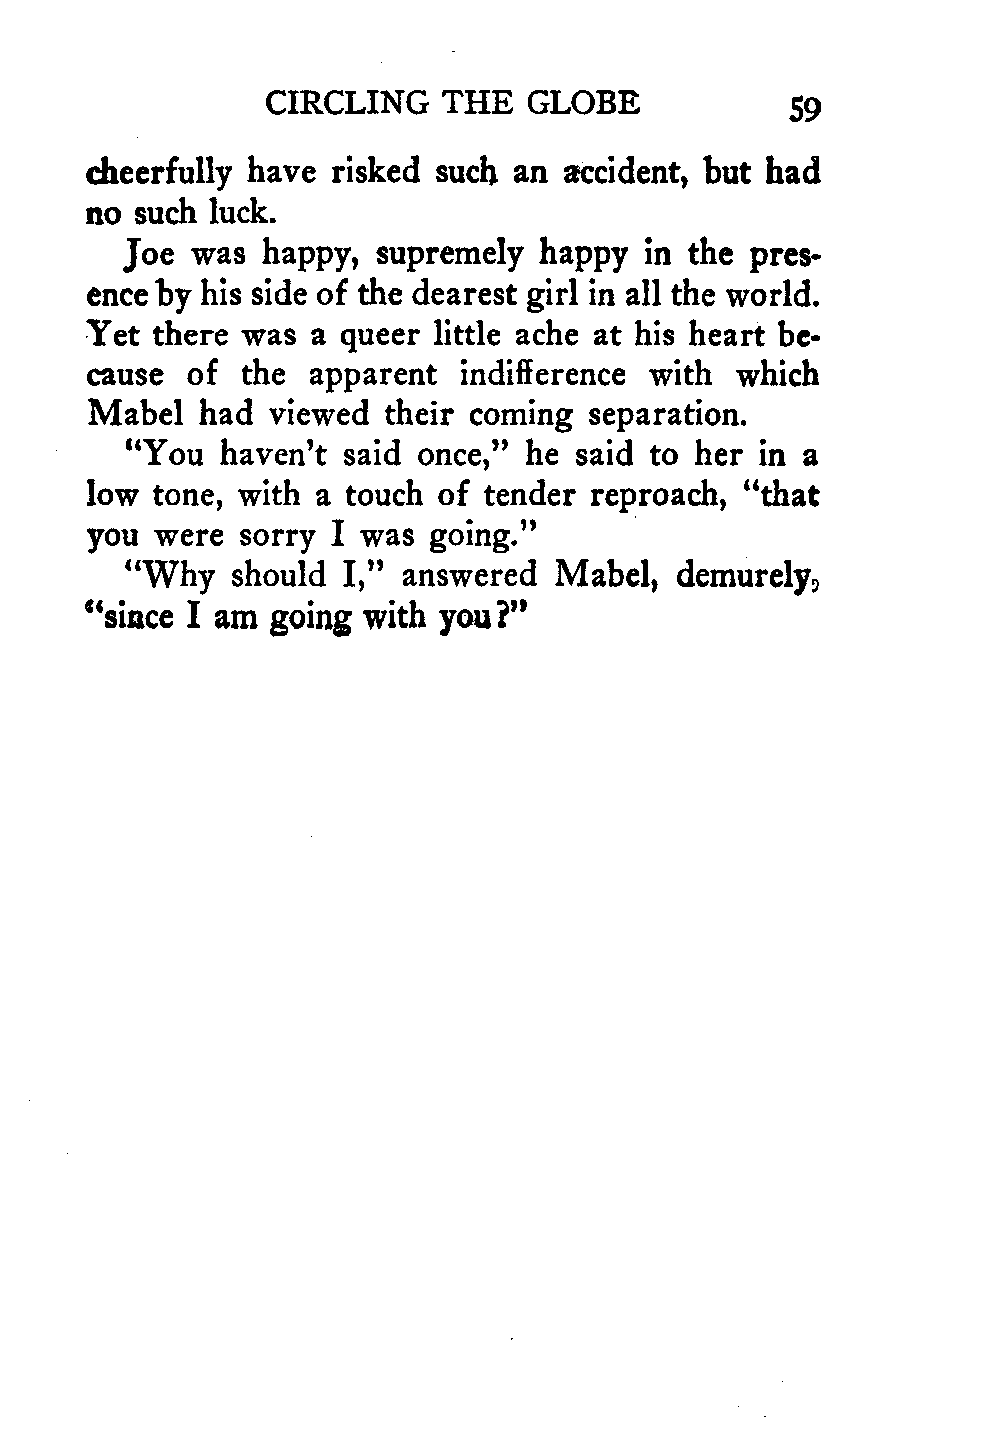 CIRCLING THE GLOBE 59
cheerfully have risked such an accident, but had
no such luck.
Joe was happy, supremely happy in the pres-
ence by his side of the dearest girl in all the world.
Yet there was a queer little ache at his heart be-
cause of the apparent indifference with which
Mabel had viewed their coming separation.
"You haven't said once," he said to her in a
low tone, with a touch of tender reproach, "that
you were sorry I was going."
"Why should I," answered Mabel, demurely,
"since I am going with you?"